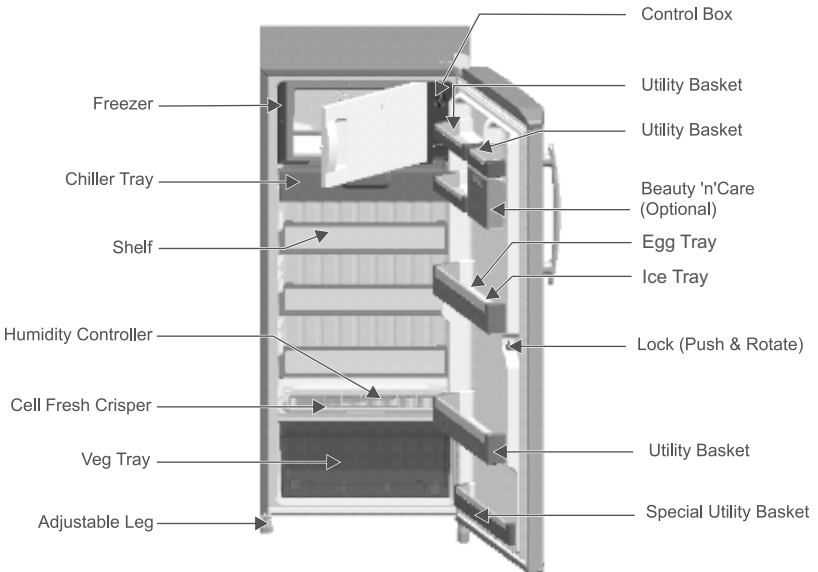 Control Box
Utility Basket
Freezer
Utility Basket
Chiller Tray
Beauty 'n'Care
(Optional)
Shelf
Egg Tray
Ice Tray
Humidity Controller
Lock (Push & Rotate)
Cell Fresh Crisper
Veg Tray
Utility Basket
Special Utility Basket
Adjustable Leg